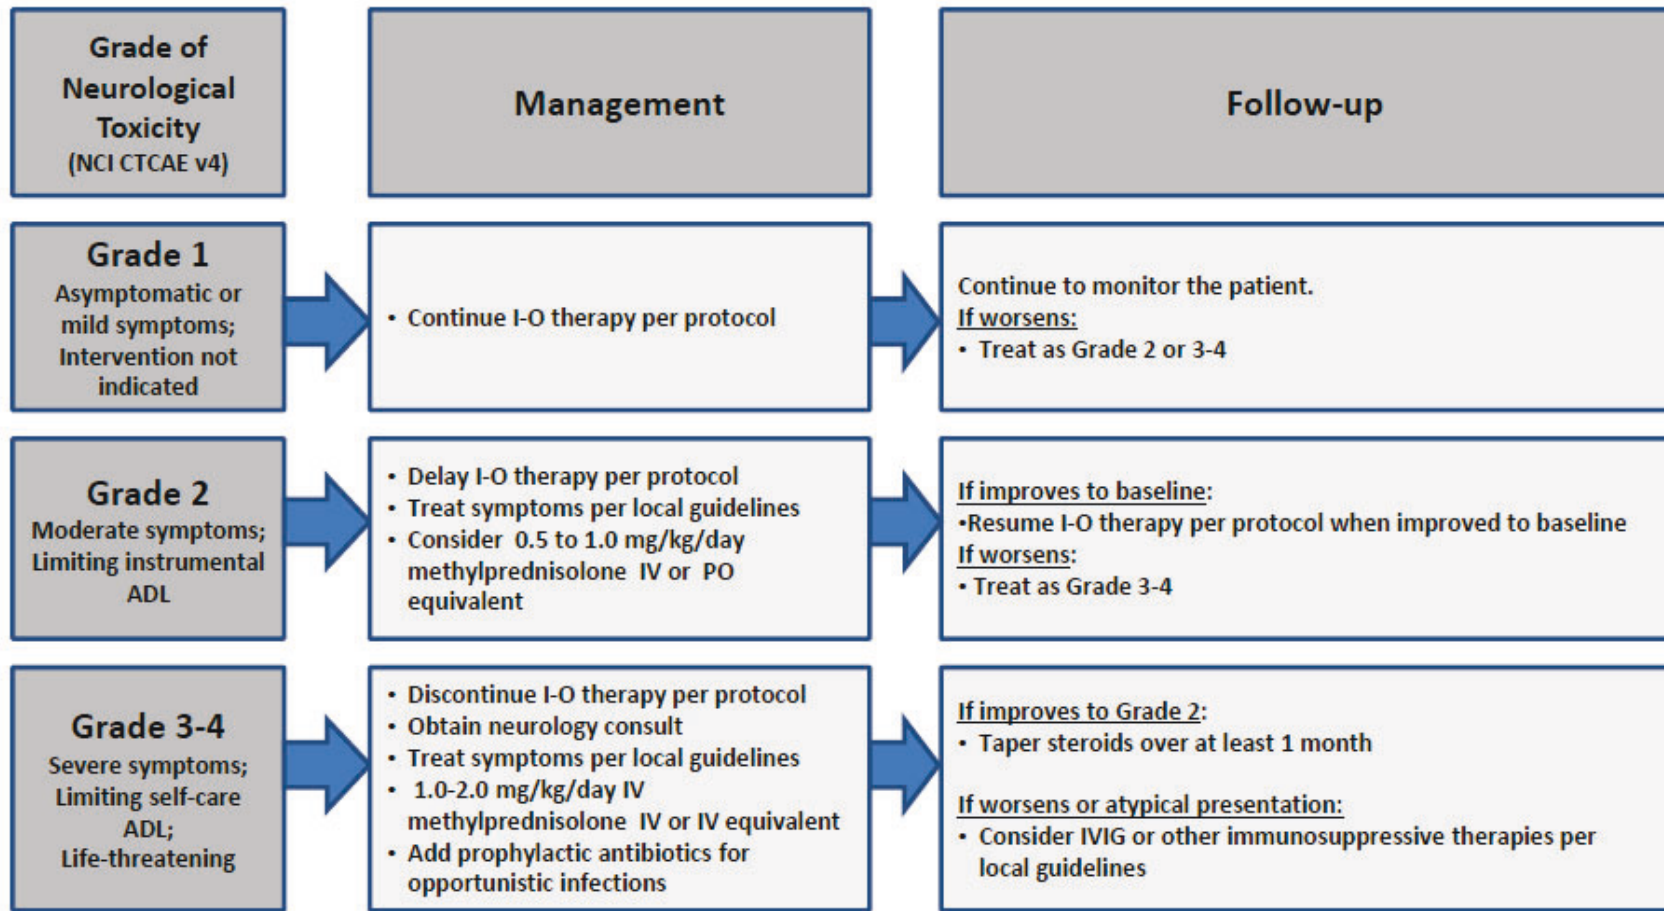 Grade of
Neurological
Toxicity
(NCI CTCAE v4)
Management
Follow-up
Grade 1
Asymptomatic or
mild symptoms;
Intervention not
indicated
• Continue I-O therapy per protocol
Continue to monitor the patient.
If worsens:
• Treat as Grade 2 or 3-4
Grade 2
Moderate symptoms;
Limiting instrumental
ADL
• Delay I-O therapy per protocol
• Treat symptoms per local guidelines
• Consider 0.5 to 1.0 mg/kg/day
methylprednisolone IV or PO
equivalent
If improves to baseline:
•Resume I-O therapy per protocol when improved to baseline
If worsens:
• Treat as Grade 3-4
Grade 3-4
Severe symptoms;
Limiting self-care
ADL;
Life-threatening
• Discontinue I-O therapy per protocol
• Obtain neurology consult
• Treat symptoms per local guidelines
• 1.0-2.0 mg/kg/day IV
methylprednisolone IV or IV equivalent
• Add prophylactic antibiotics for
opportunistic infections
If improves to Grade 2:
• Taper steroids over at least 1 month
If worsens or atypical presentation:
• Consider IVIG or other immunosuppressive therapies per
local guidelines